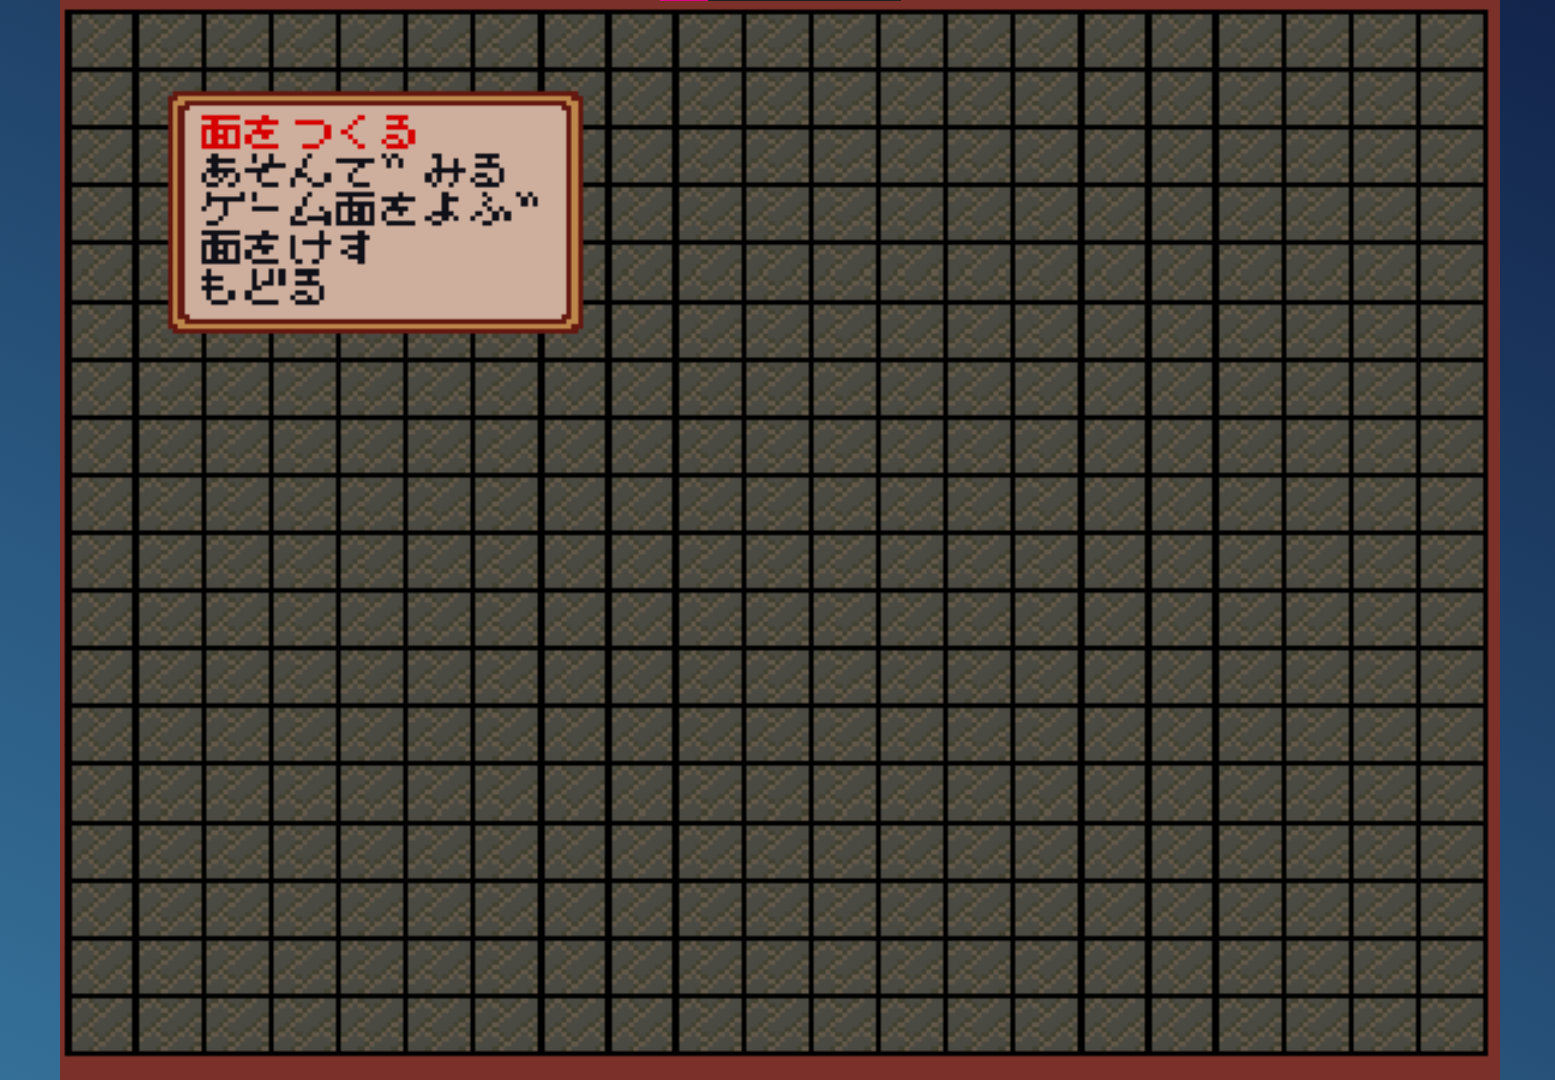 面をつくる
あそんで みる
ゲーム面をよぶ
面をけす
もどる